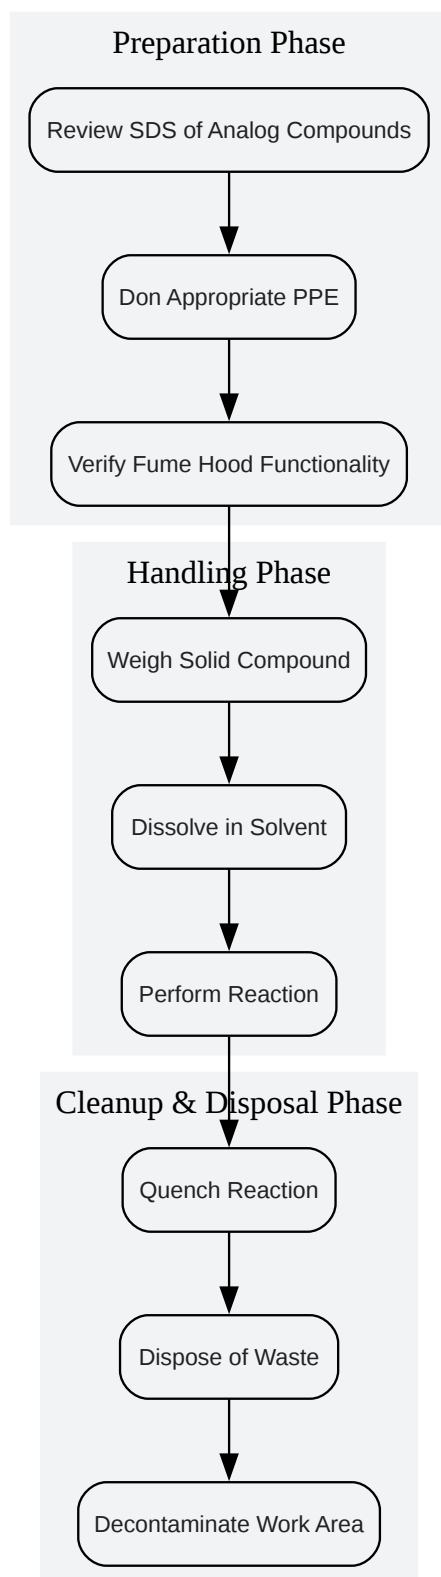 Preparation Phase
Review SDS of Analog Compounds
Don Appropriate PPE
Verify Fume Hood Functionality
Handling Phase
Weigh Solid Compound
Dissolve in Solvent
Perform Reaction
Cleanup & Disposal Phase
Quench Reaction
Dispose of Waste
Decontaminate Work Area